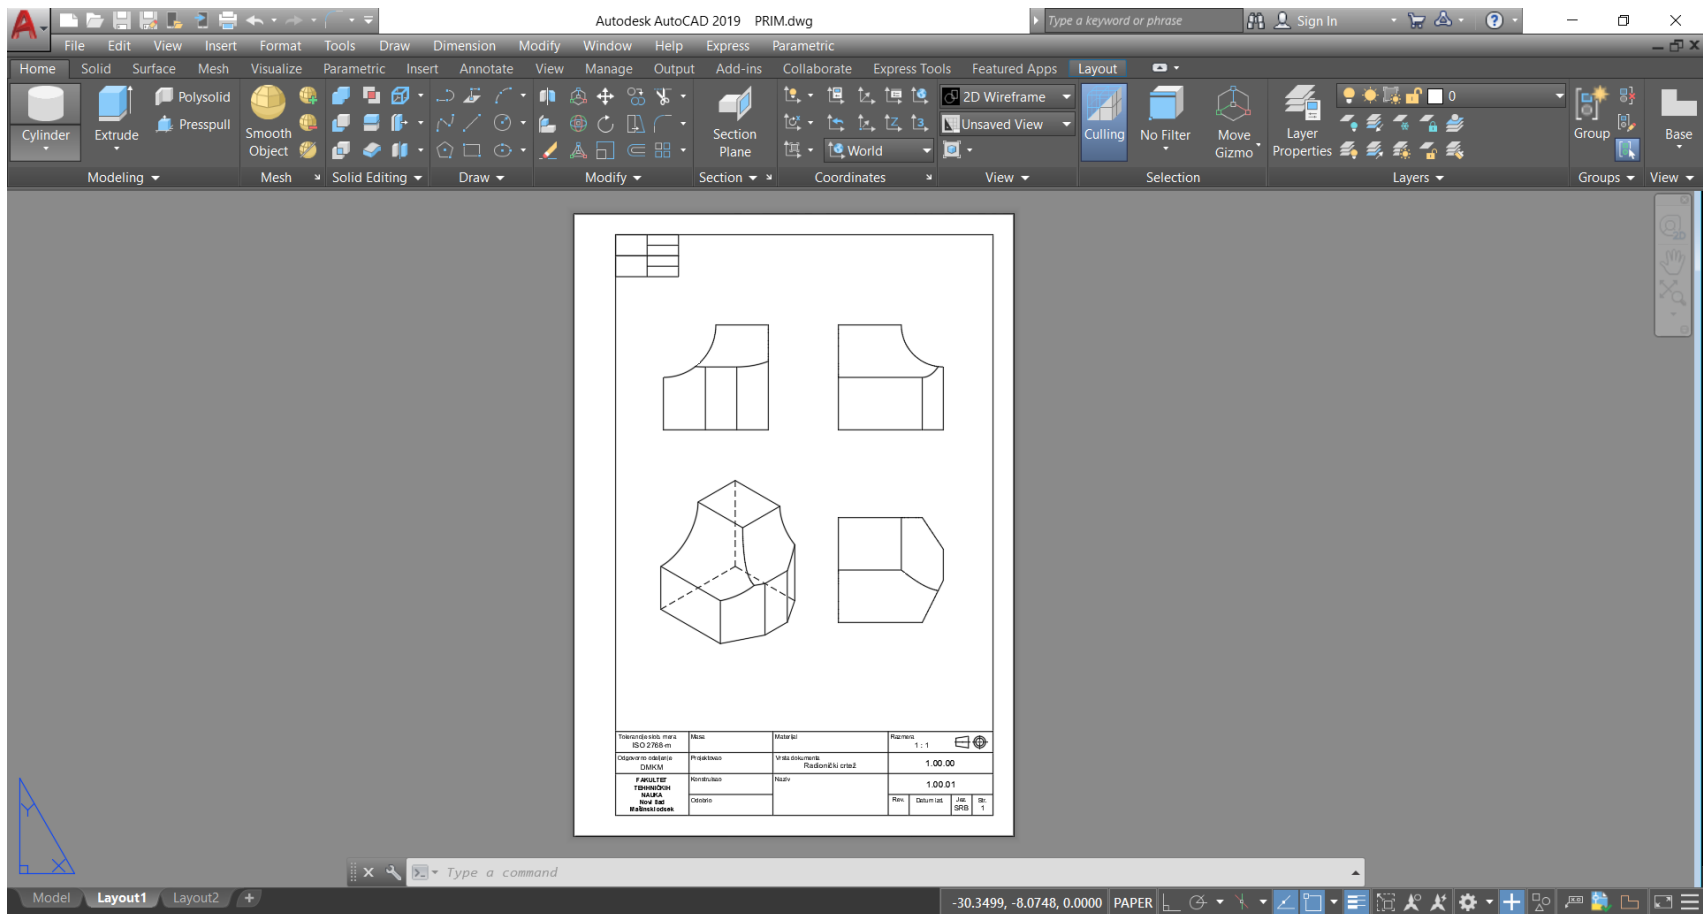 Autodesk AutoCAD 2019 PRIM.dwg
Type a keyword or phrase
Sign In
File Edit View Insert Format Tools Draw Dimension Modify Window Help Express Parametric
Home Solid Surface Mesh Visualize Parametric Insert Annotate View Manage Output Add-ins Collaborate Express Tools Featured Apps Layout
Cylinder
Extrude
Polysolid
Presspull
Smooth
Object
Section
Plane
World
2D Wireframe
Unsaved View
Culling
No Filter
Move
Gizmo
Layer
Properties
0
Group
Base
Modeling Mesh Solid Editing Draw Modify Section Coordinates View Selection Layers Groups View
Masa
Materijal
Razmera
ISO 2768-m
1 : 1
Projektovao
Vrsta dokumenta
DMKM
Radionički crtež
1.00.00
FAKULTET
TEHNIČKIH
NAUKA
Novi Sad
Mašinski odsek
Konstruisao
Naziv
1.00.01
Odobrio
Rev.
Datum izd.
Jez.
SRB
Str.
1
Y
X
Type a command
Model Layout1 Layout2 +
-30.3499, -8.0748, 0.0000 PAPER